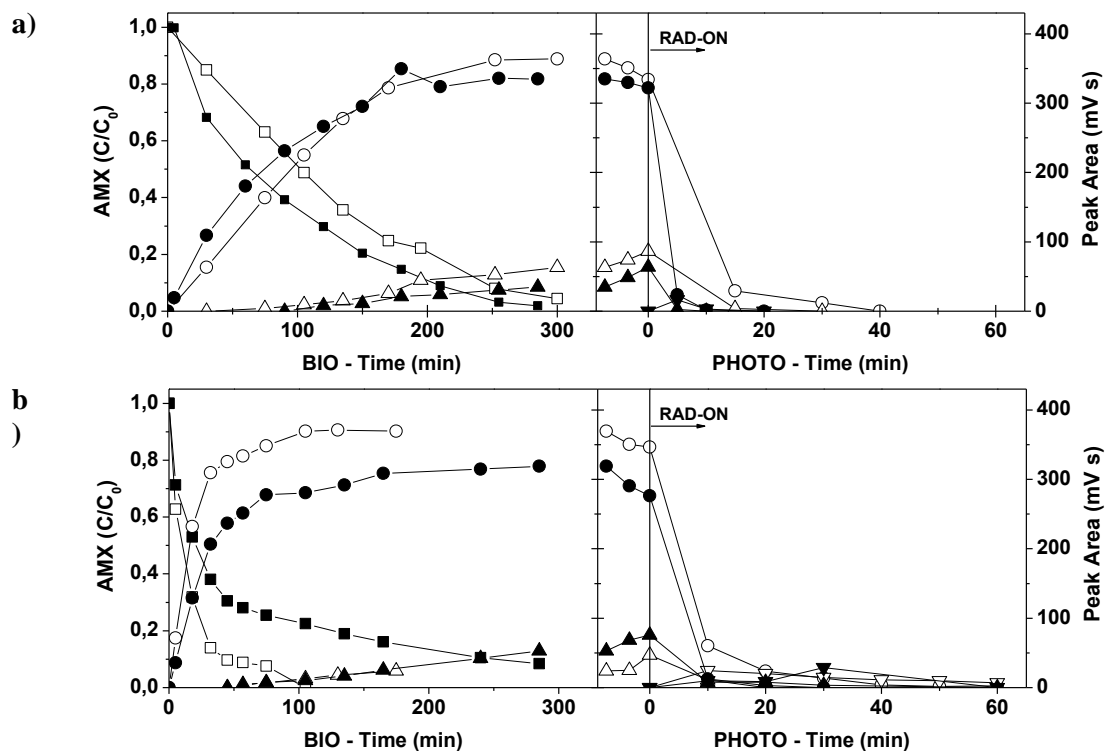 a)
RAD-ON
AMX (C/C0)
1,0
0,8
0,6
0,4
0,2
0,0
0 100 200 300
BIO - Time (min)
0 20 40 60
PHOTO - Time (min)
400
300
200
100
0
Peak Area (mV s)
b
)
RAD-ON
AMX (C/C0)
1,0
0,8
0,6
0,4
0,2
0,0
0 100 200 300
BIO - Time (min)
0 20 40 60
PHOTO - Time (min)
400
300
200
100
0
Peak Area (mV s)